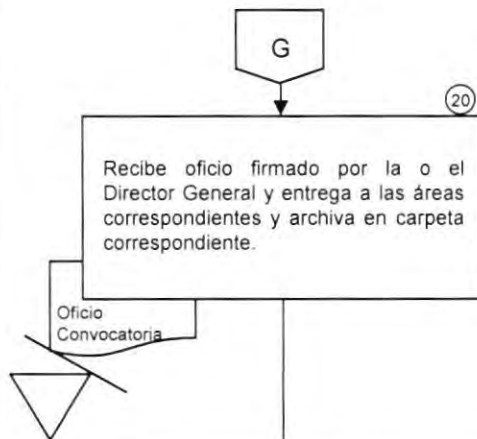 G
20
Recibe oficio firmado por la o el
Director General y entrega a las áreas
correspondientes y archiva en carpeta
correspondiente.
Oficio
Convocatoria